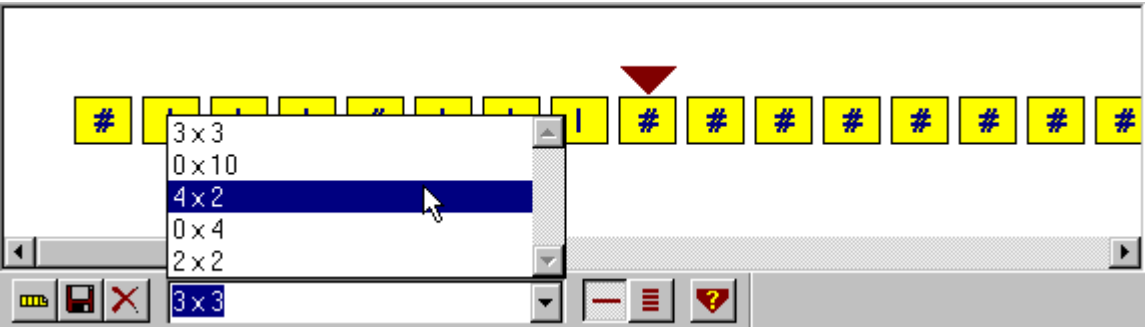 # | | | # | | | # # # # # # # #
3 x 3
0 x 10
4 x 2
0 x 4
2 x 2
3 x 3
?